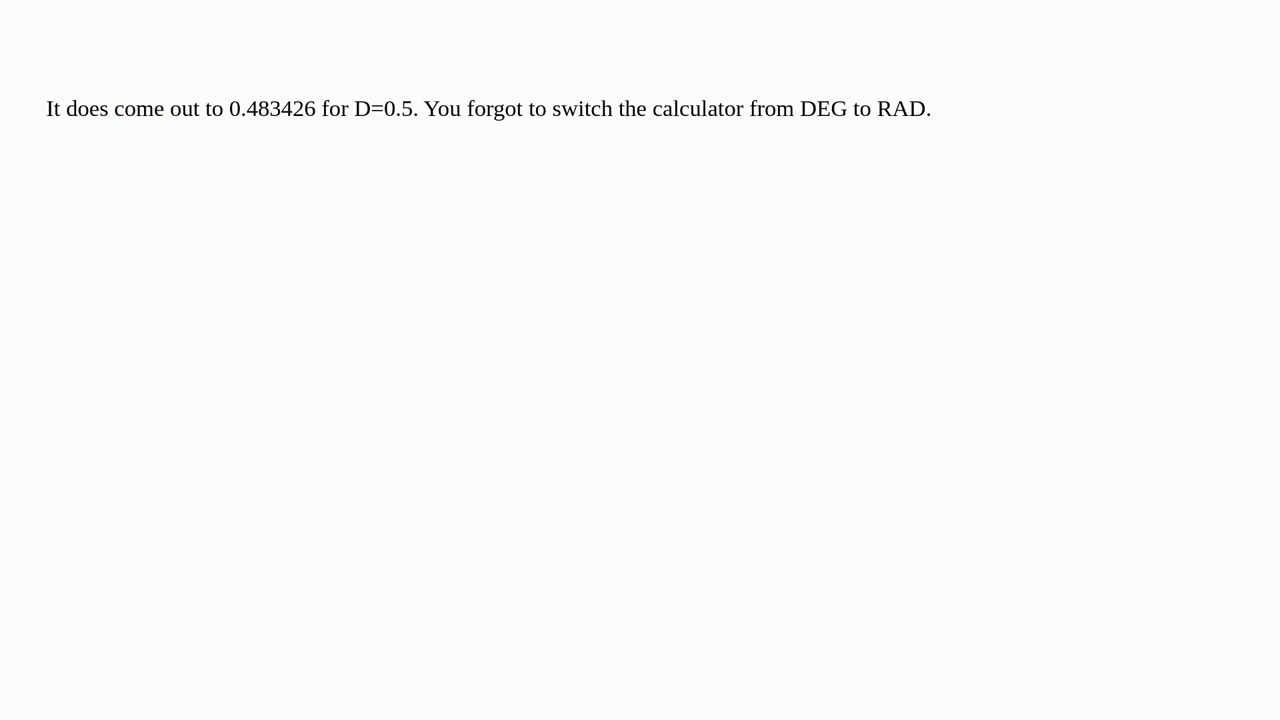 It does come out to 0.483426 for D=0.5. You forgot to switch the calculator from DEG to RAD.